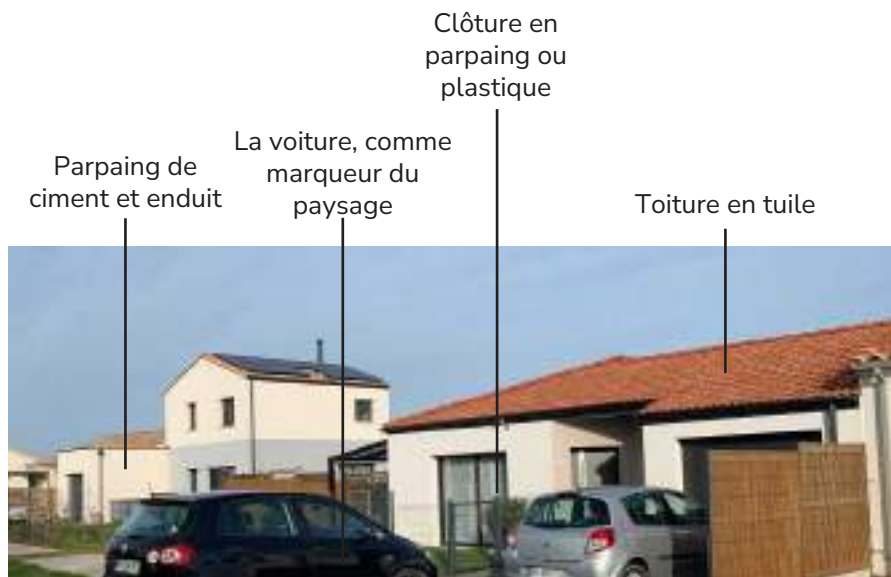 Clôture en
parpaing ou
plastique
La voiture, comme
marqueur du
paysage
Parpaing de
ciment et enduit
Toiture en tuile